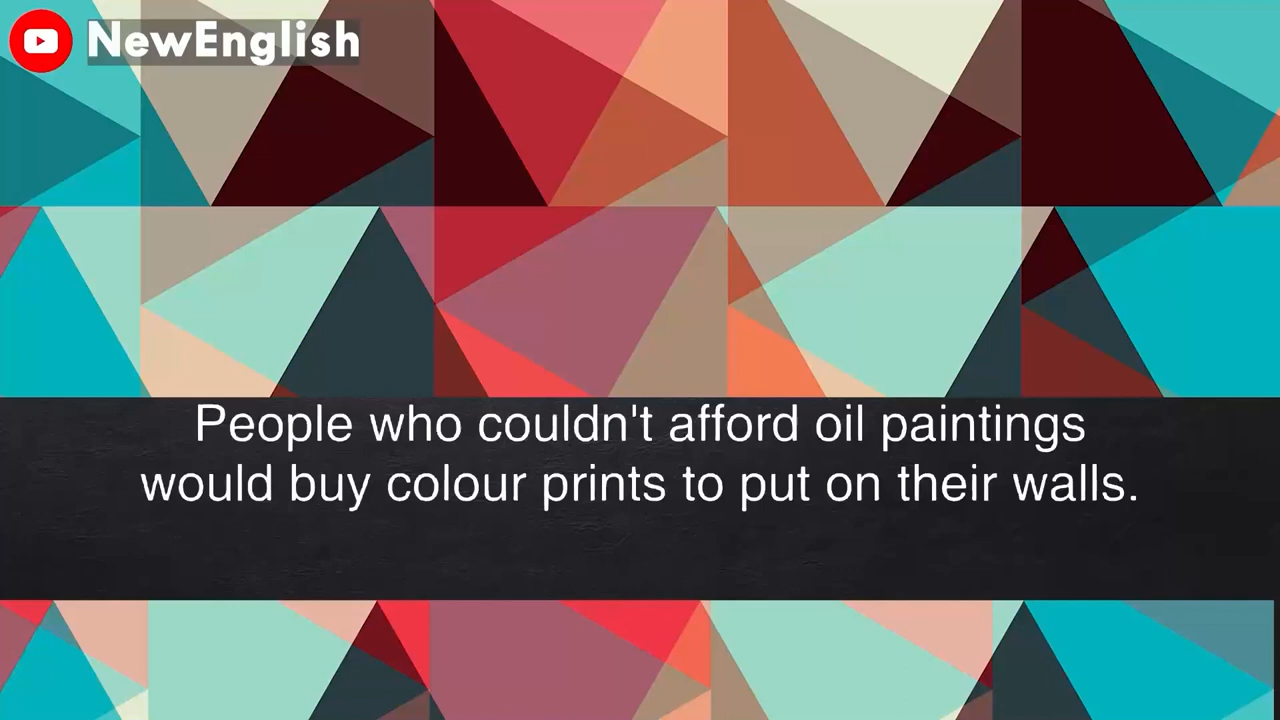 NewEnglish
People who couldn't afford oil paintings
would buy colour prints to put on their walls.